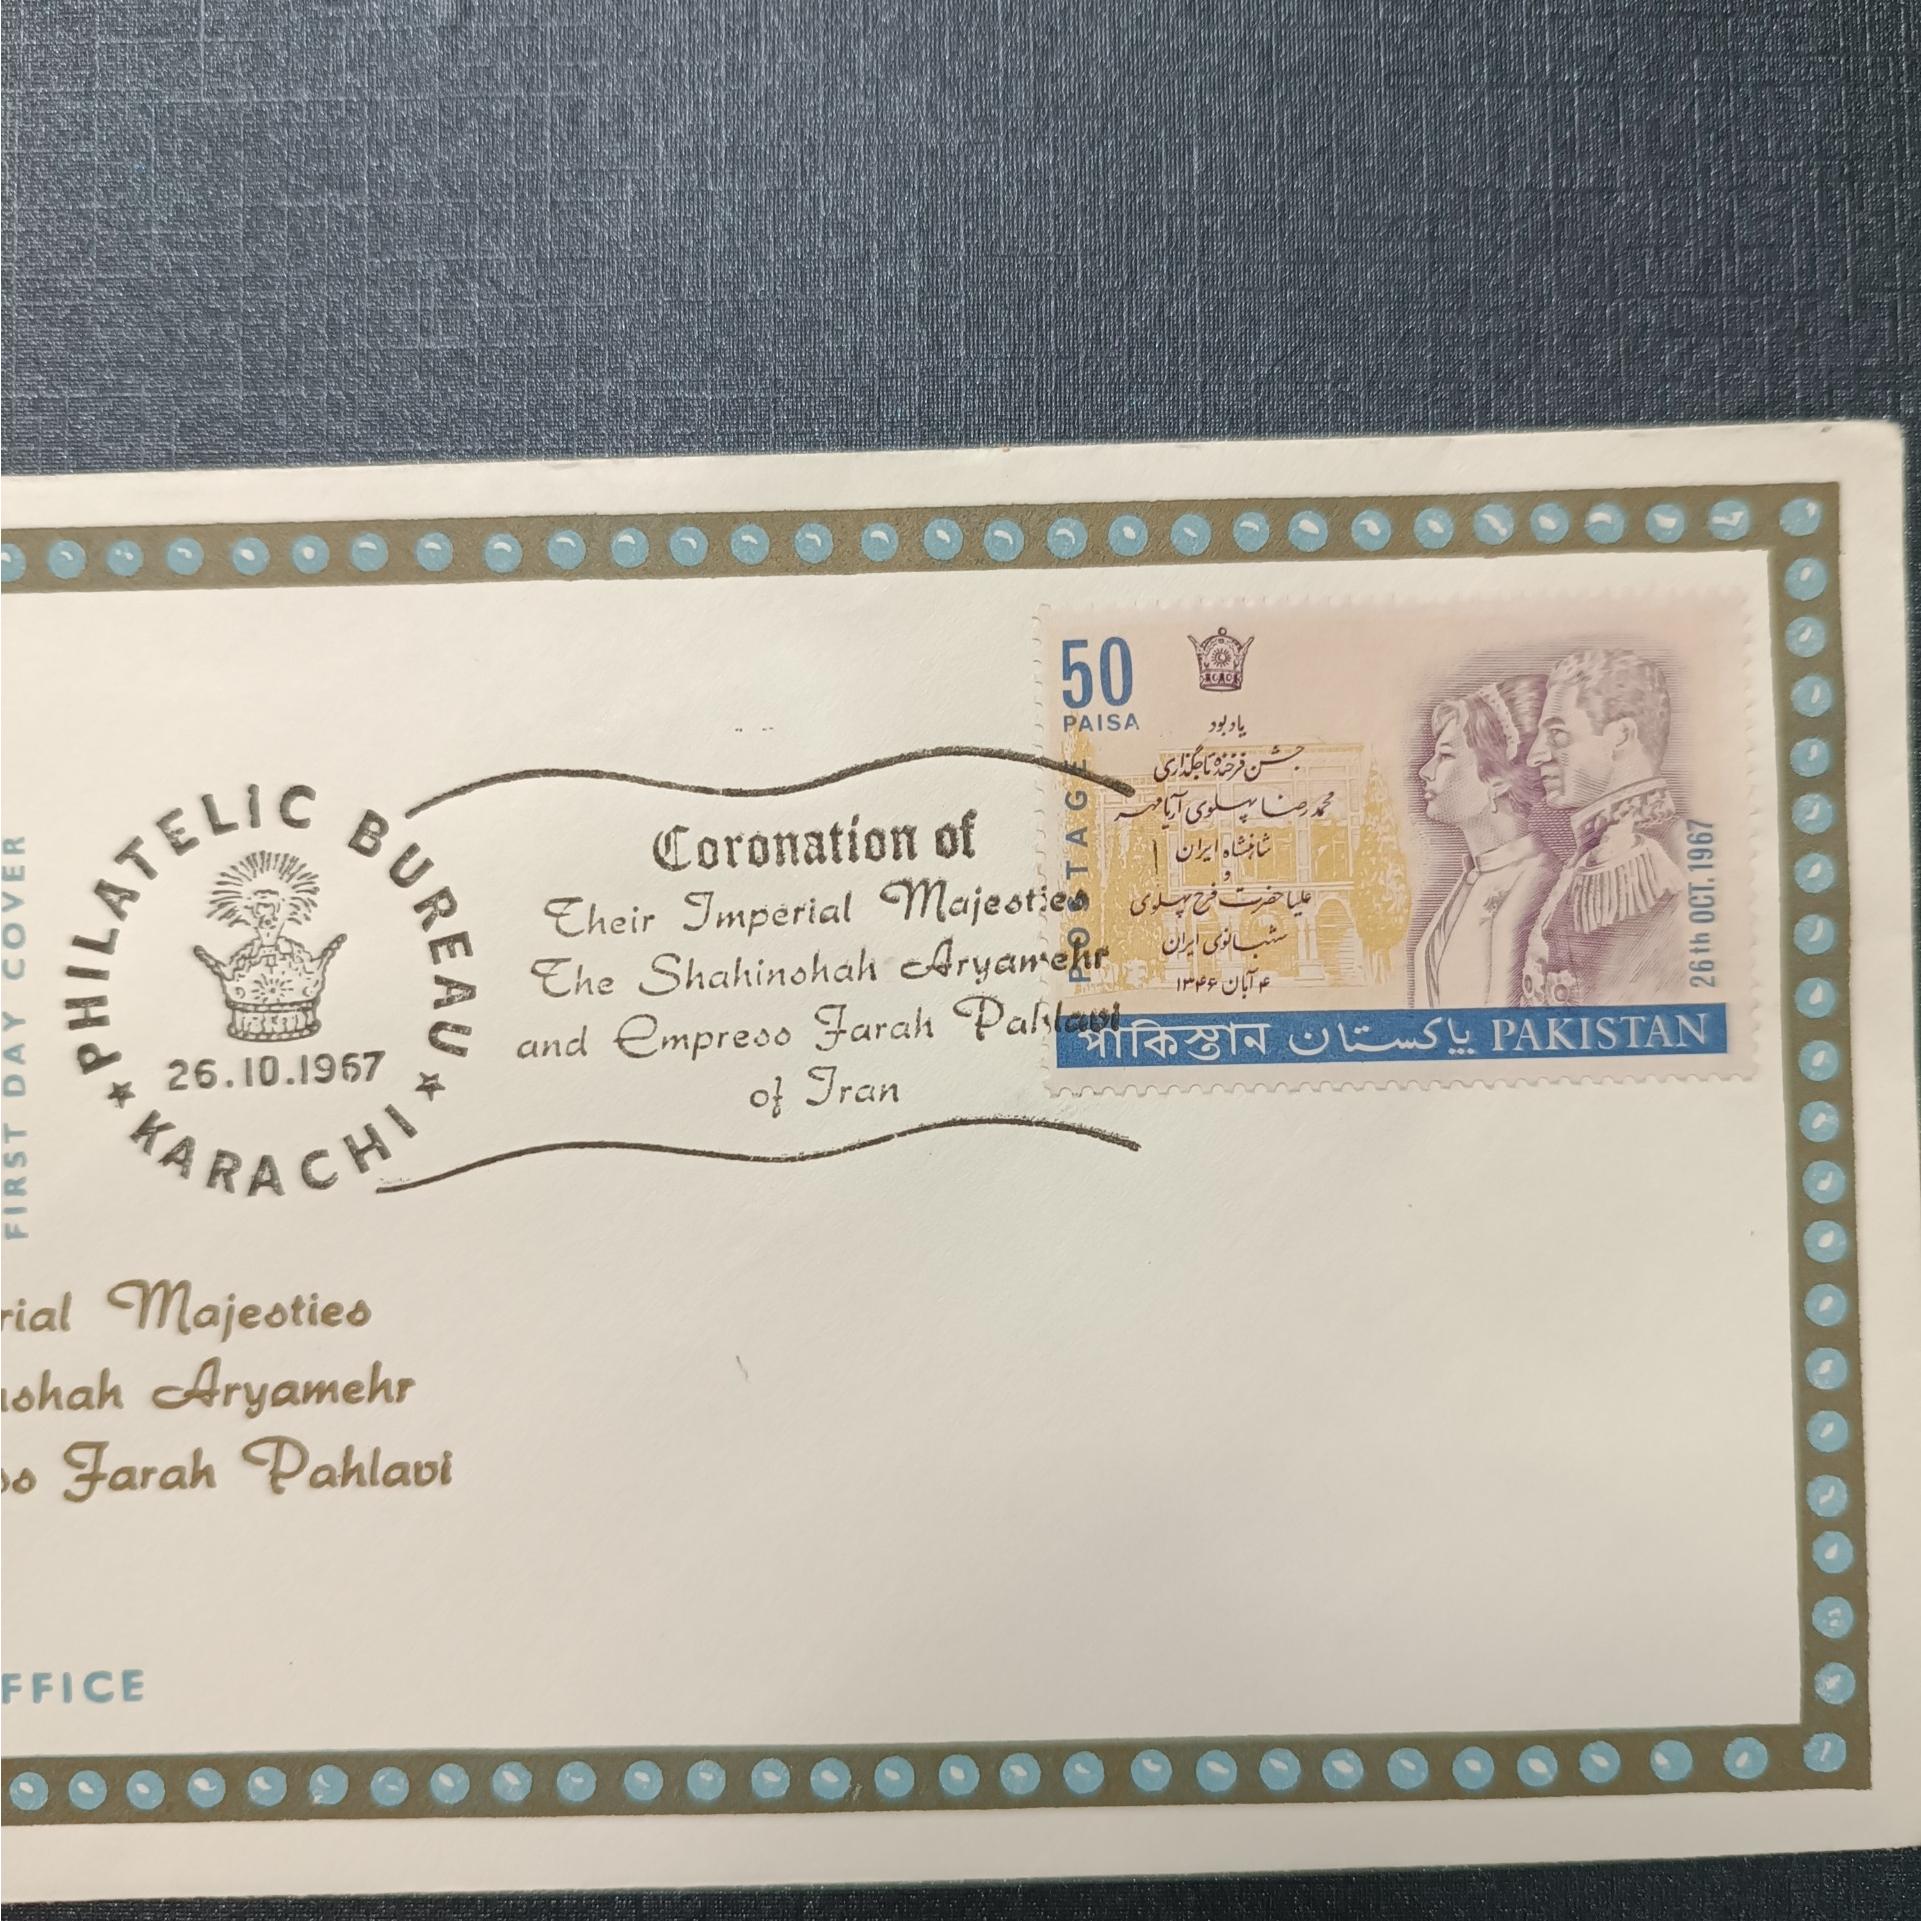 FIRST DAY COVER
PHILATELIC BUREAU
26.10.1967
★ KARACHI ★
Coronation of
Their Imperial Majesties
The Shahinshah Aryamehr
and Empress Farah Pahlavi
of Iran
50
PAISA
POSTAGE
یادبود
جشن فرخنده تاجگذاری
محمدرضا پهلوی آریامهر
شاهنشاه ایران
و
علیاحضرت فرح پهلوی
شهبانوی ایران
۴ آبان ۱۳۴۶
26th OCT. 1967
পাকিস্তান پاکستان PAKISTAN
rial Majesties
shah Aryamehr
Farah Pahlavi
FFICE